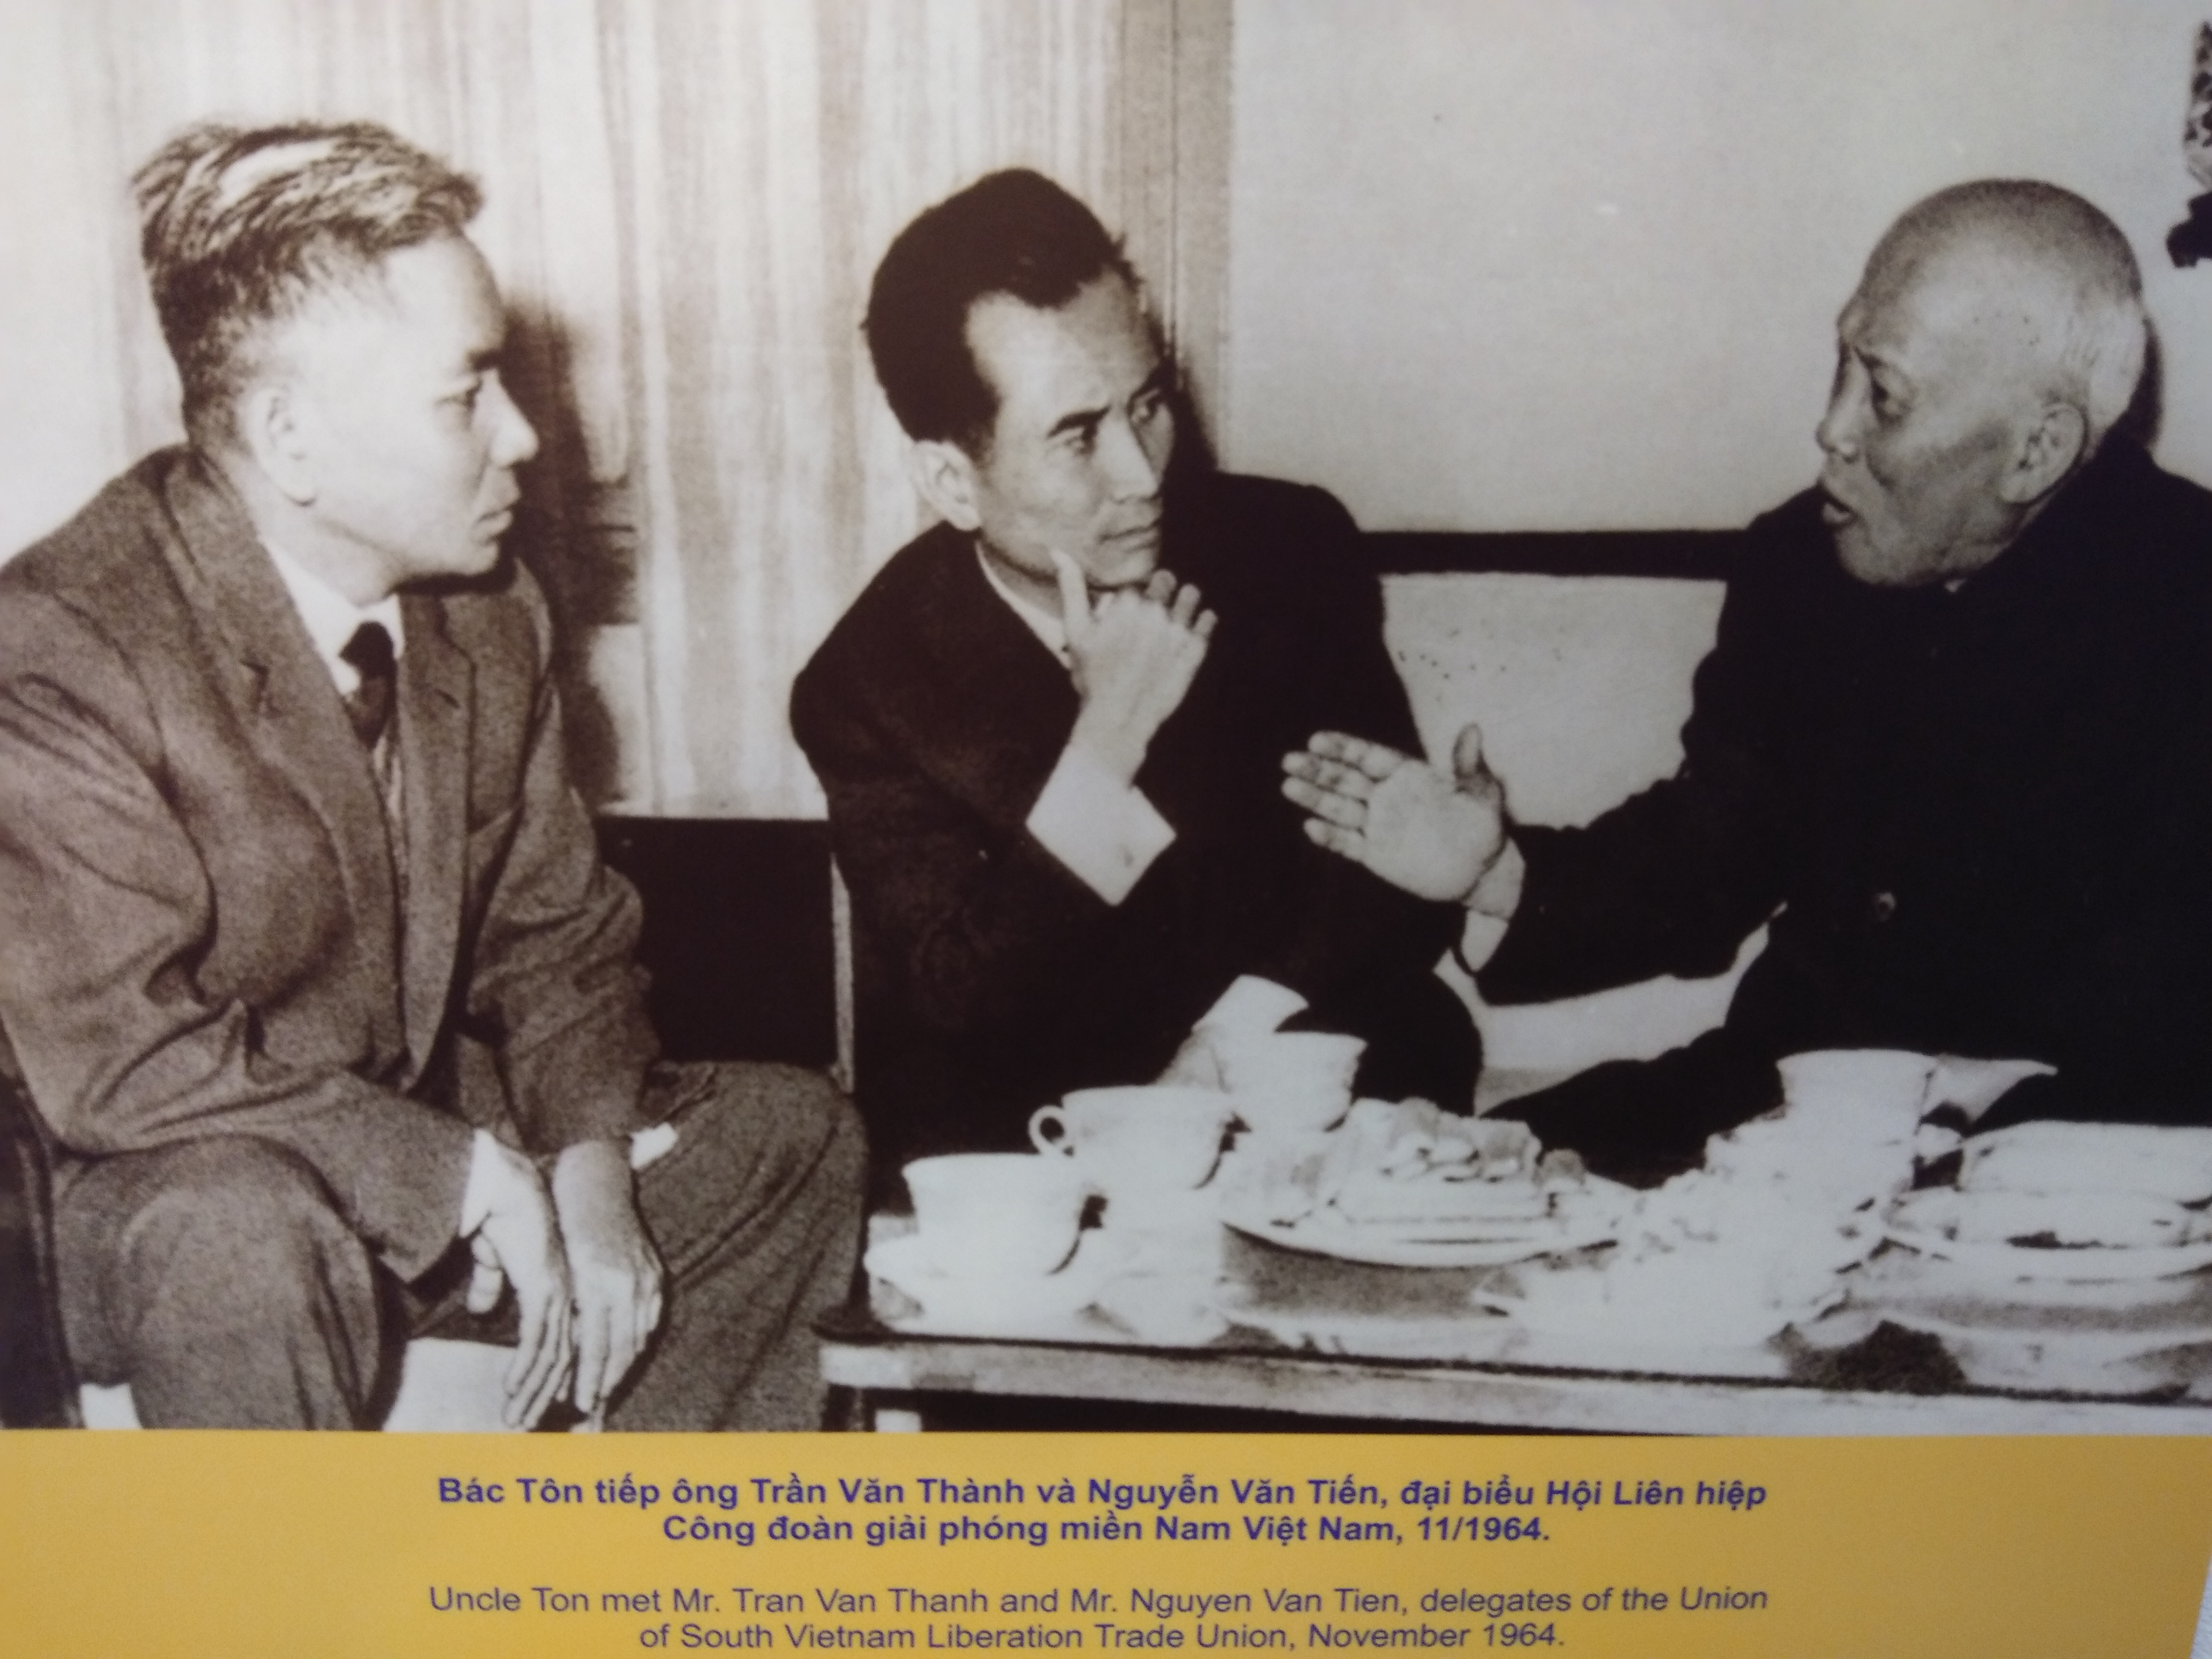 Bác Tôn tiếp ông Trần Văn Thành và Nguyễn Văn Tiến, đại biểu Hội Liên hiệp
Công đoàn giải phóng miền Nam Việt Nam, 11/1964.
Uncle Ton met Mr. Tran Van Thanh and Mr. Nguyen Van Tien, delegates of the Union
of South Vietnam Liberation Trade Union, November 1964.